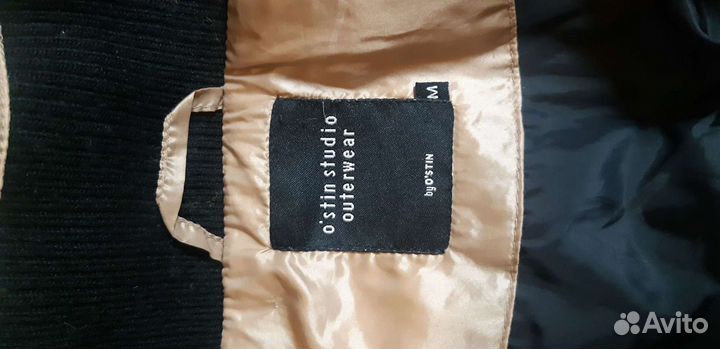 M
o'stin studio
outerwear
by O'STIN
Avito